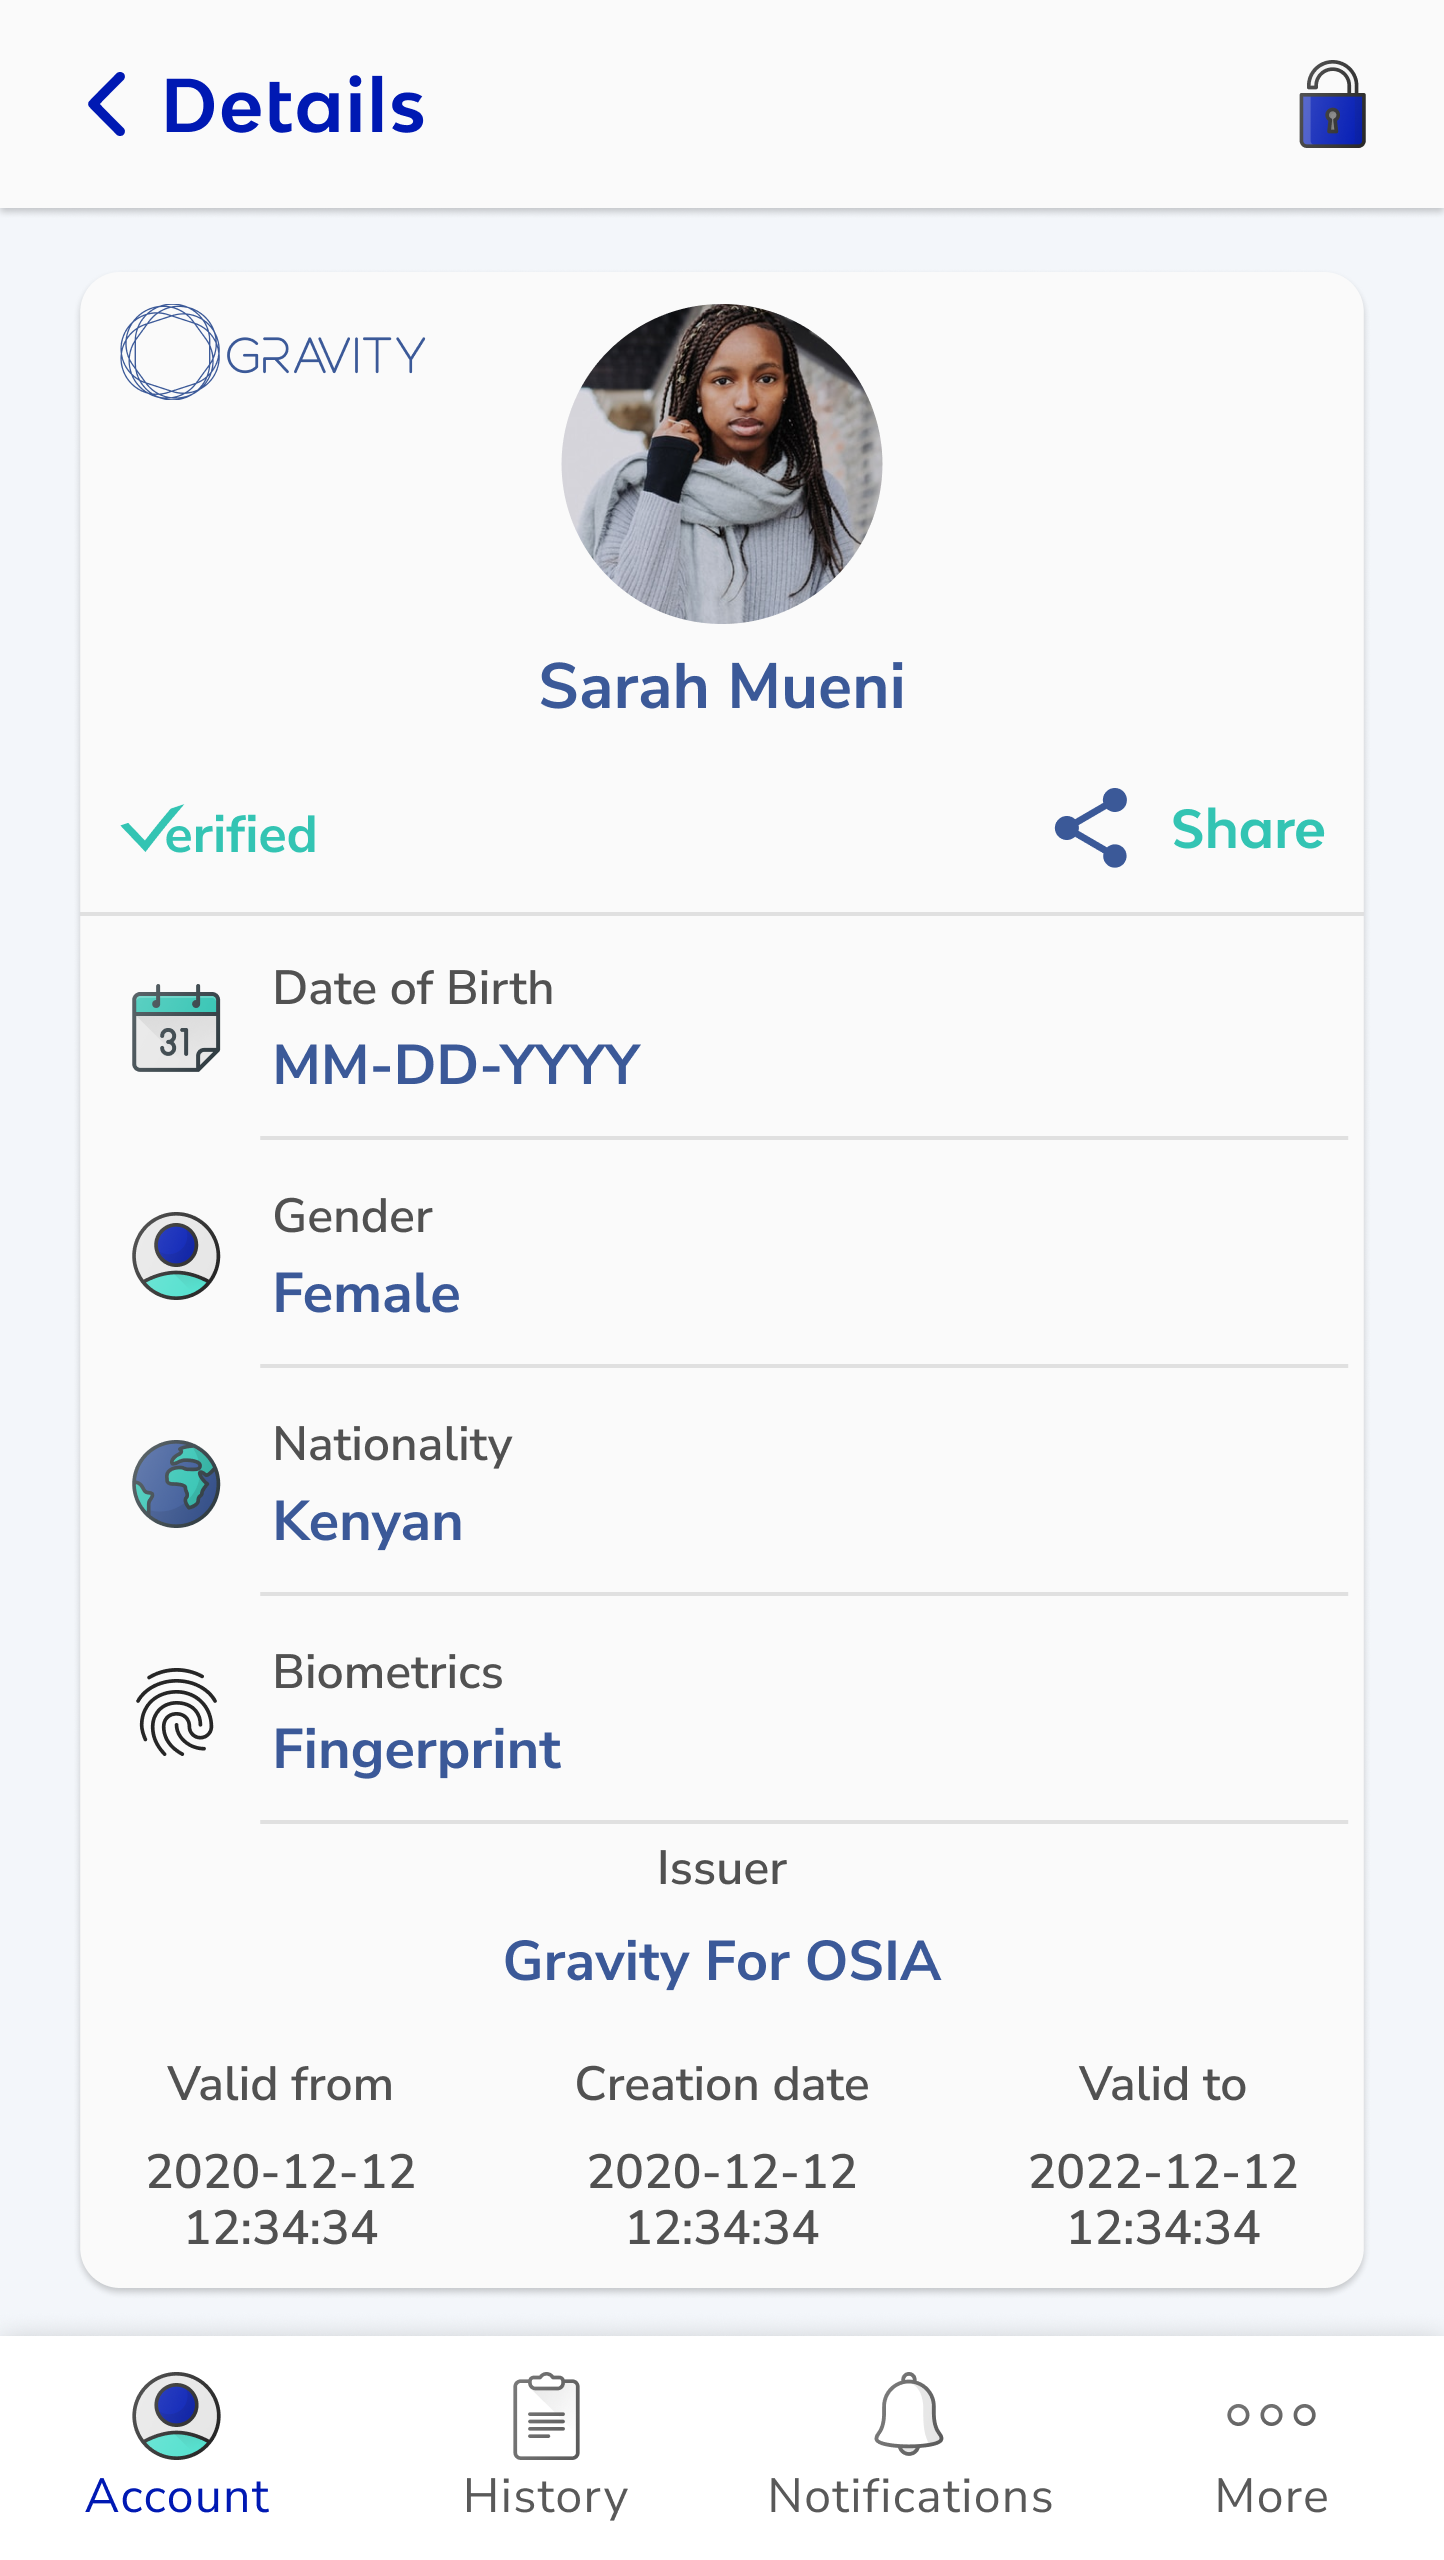 Details
GRAVITY
Sarah Mueni
Verified
Share
Date of Birth
31
MM-DD-YYYY
Gender
Female
Nationality
Kenyan
Biometrics
Fingerprint
Issuer
Gravity For OSIA
Valid from
Creation date
Valid to
2020-12-12
12:34:34
2020-12-12
12:34:34
2022-12-12
12:34:34
Account
History
Notifications
More